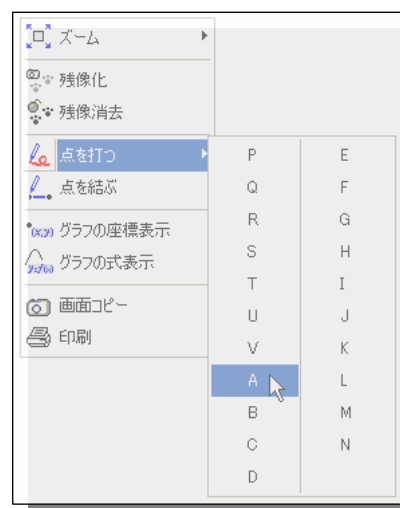 ズーム
残像化
残像消去
点を打つ
点を結ぶ
(x,y) グラフの座標表示
y=f(x) グラフの式表示
画面コピー
印刷
P
Q
R
S
T
U
V
A
B
C
D
E
F
G
H
I
J
K
L
M
N